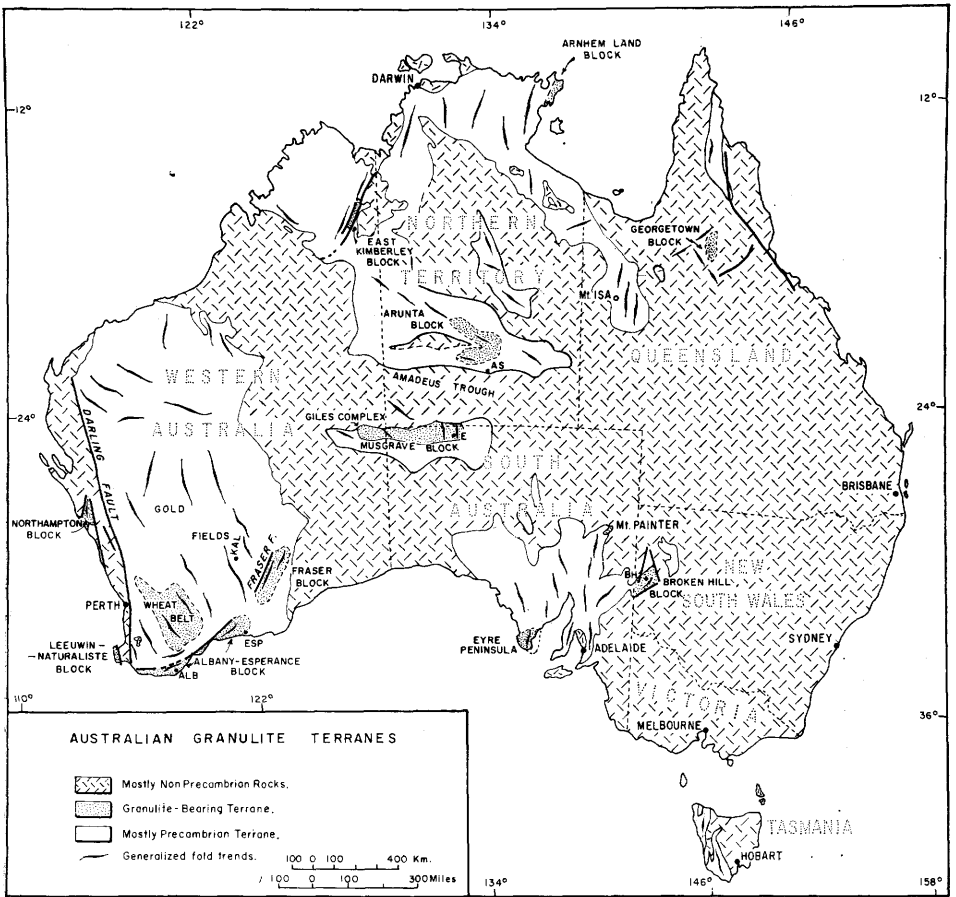 122° 134° 146°
ARNHEM LAND
BLOCK
DARWIN
12° 12°
NORTHERN
TERRITORY
EAST
KIMBERLEY
BLOCK
GEORGETOWN
BLOCK
Mt. ISA
ARUNTA
BLOCK
QUEENSLAND
AS
AMADEUS TROUGH
WESTERN
AUSTRALIA
24° 24°
GILES COMPLEX
MUSGRAVE BLOCK
E
SOUTH
AUSTRALIA
DARLING FAULT
BRISBANE
GOLD
FIELDS
KAL
NORTHAMPTON
BLOCK
Mt. PAINTER
FRASER F.
FRASER
BLOCK
BH
BROKEN HILL
BLOCK
NEW
SOUTH WALES
PERTH
WHEAT
BELT
ESP
EYRE
PENINSULA
ADELAIDE
SYDNEY
LEEUWIN-
-NATURALISTE
BLOCK
ALBANY-ESPERANCE
BLOCK
ALB
VICTORIA
110° 122°
36°
MELBOURNE
AUSTRALIAN GRANULITE TERRANES
Mostly Non Precambrian Rocks.
Granulite-Bearing Terrane.
Mostly Precambrian Terrane.
Generalized fold trends.
100 0 100 400 Km.
100 0 100 300 Miles
TASMANIA
HOBART
134° 146° 158°